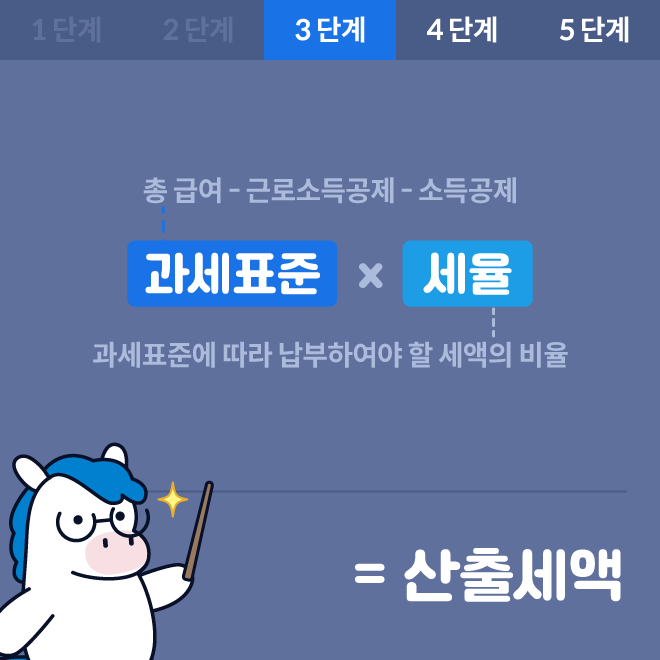 1 단계 2 단계 3 단계 4 단계 5 단계
총 급여 - 근로소득공제 - 소득공제
과세표준 × 세율
과세표준에 따라 납부하여야 할 세액의 비율
= 산출세액